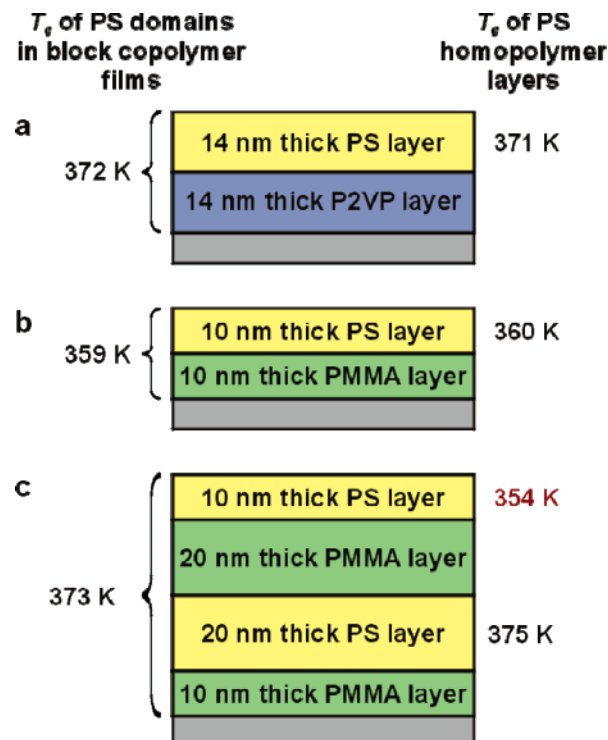 Tg of PS domains
in block copolymer
films
Tg of PS
homopolymer
layers
a
372 K
14 nm thick PS layer
371 K
14 nm thick P2VP layer
b
359 K
10 nm thick PS layer
360 K
10 nm thick PMMA layer
c
373 K
10 nm thick PS layer
354 K
20 nm thick PMMA layer
20 nm thick PS layer
375 K
10 nm thick PMMA layer